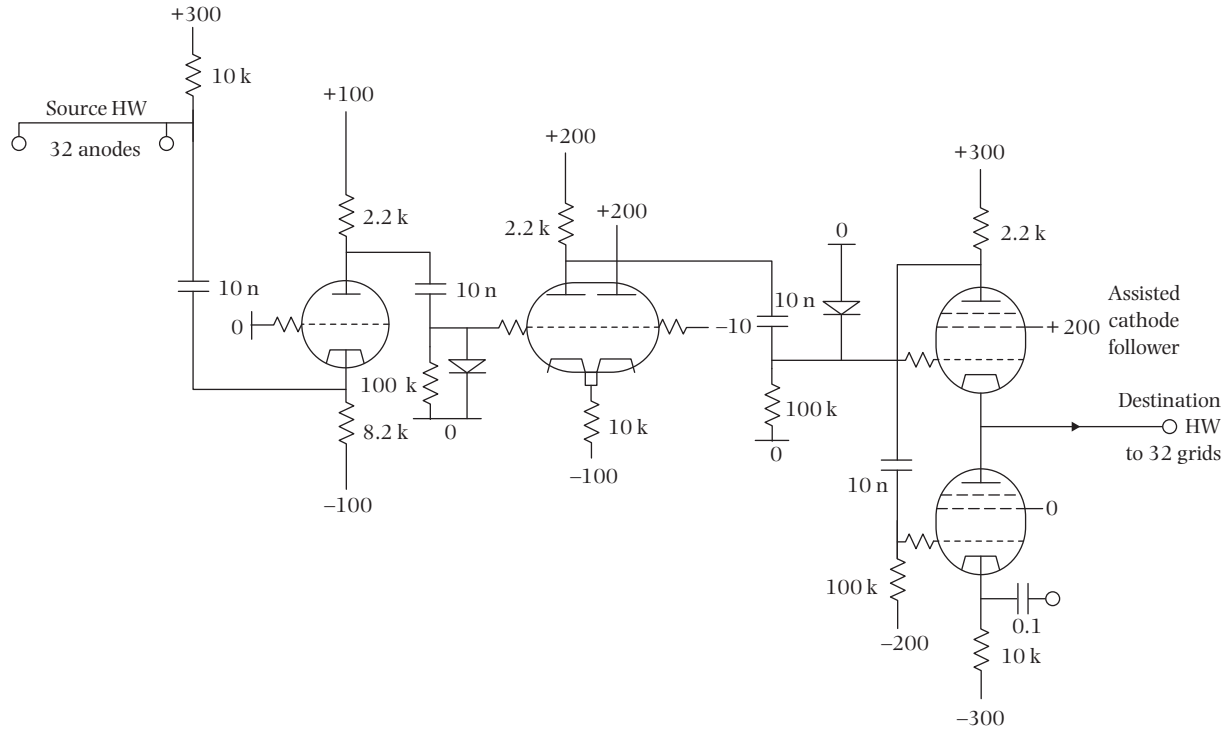 +300
10 k
Source HW
32 anodes
+100
2.2 k
10 n
0
8.2 k
−100
10 n
100 k
0
+200
2.2 k
+200
−10
10 k
−100
0
10 n
100 k
0
+300
2.2 k
Assisted
cathode
follower
+ 200
Destination
HW
to 32 grids
10 n
0
100 k
−200
0.1
10 k
−300